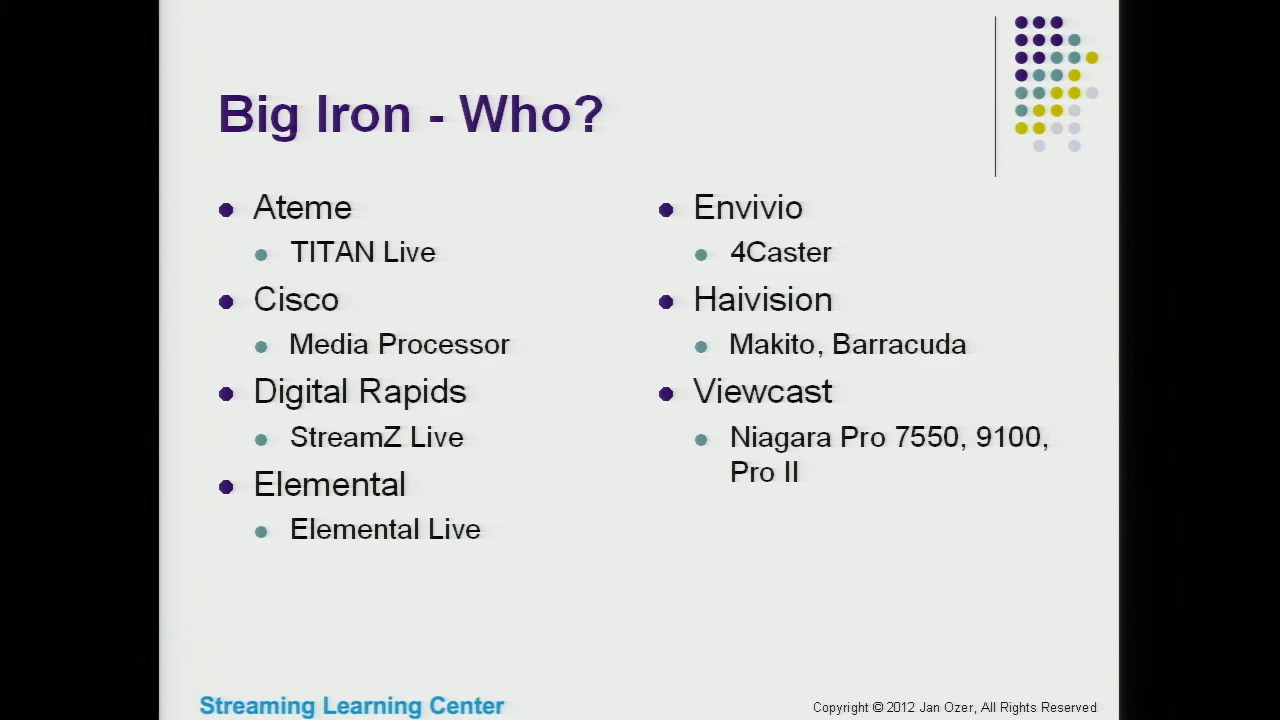 Big Iron - Who?
Ateme
TITAN Live
Cisco
Media Processor
Digital Rapids
StreamZ Live
Elemental
Elemental Live
Envivio
4Caster
Haivision
Makito, Barracuda
Viewcast
Niagara Pro 7550, 9100,
Pro II
Streaming Learning Center
Copyright © 2012 Jan Ozer, All Rights Reserved